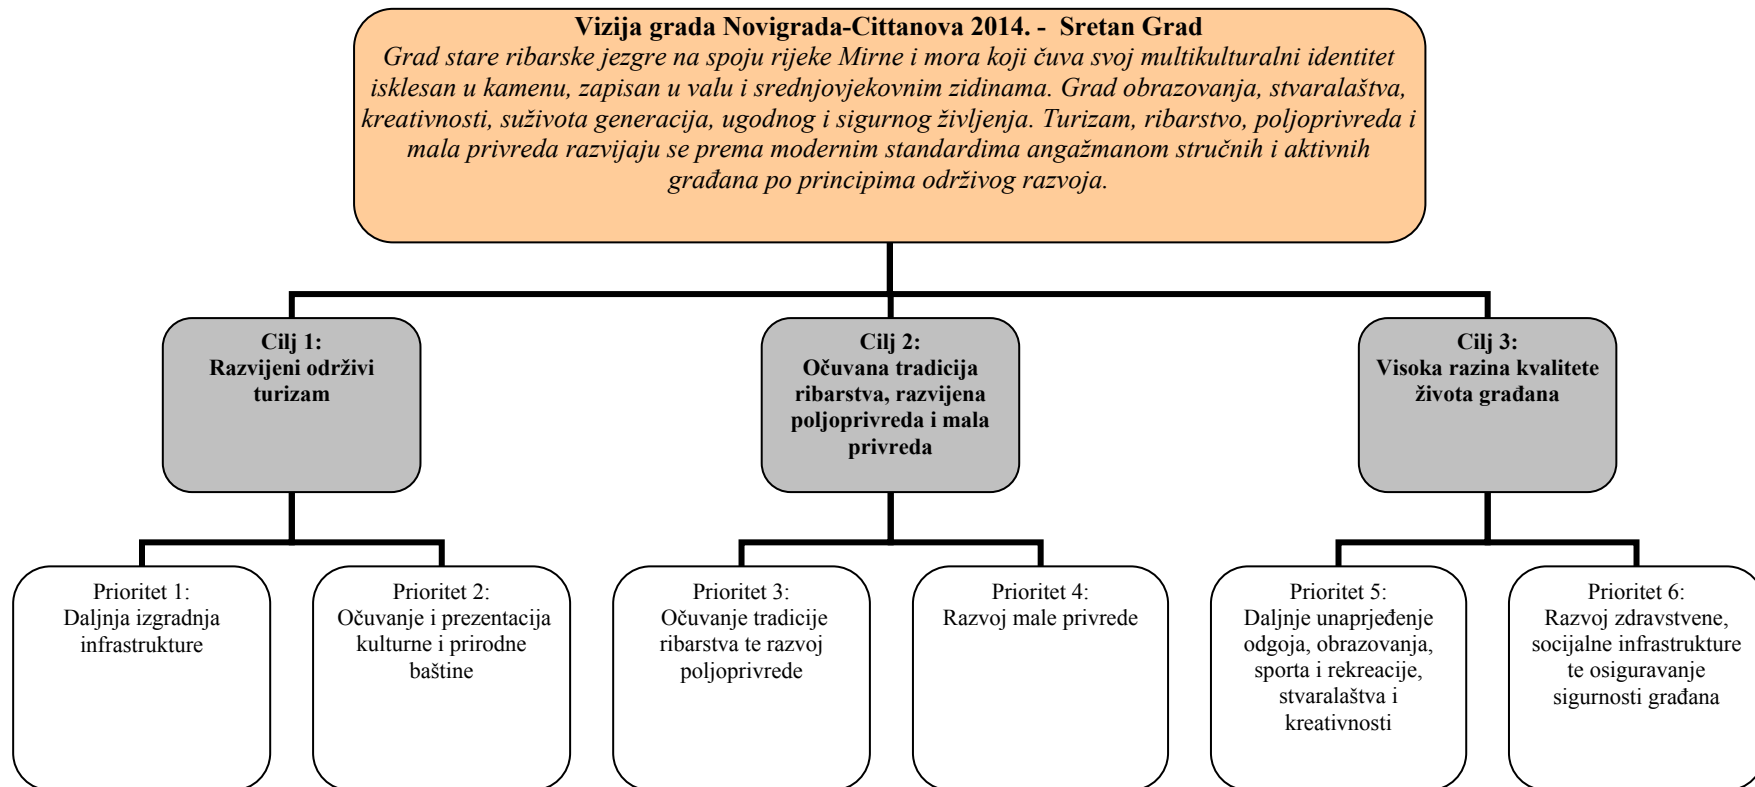 Vizija grada Novigrada-Cittanova 2014. - Sretan Grad
Grad stare ribarske jezgre na spoju rijeke Mirne i mora koji čuva svoj multikulturalni identitet
isklesan u kamenu, zapisan u valu i srednjovjekovnim zidinama. Grad obrazovanja, stvaralaštva,
kreativnosti, suživota generacija, ugodnog i sigurnog življenja. Turizam, ribarstvo, poljoprivreda i
mala privreda razvijaju se prema modernim standardima angažmanom stručnih i aktivnih
građana po principima održivog razvoja.
Cilj 1:
Razvijeni održivi
turizam
Cilj 2:
Očuvana tradicija
ribarstva, razvijena
poljoprivreda i mala
privreda
Cilj 3:
Visoka razina kvalitete
života građana
Prioritet 1:
Daljnja izgradnja
infrastrukture
Prioritet 2:
Očuvanje i prezentacija
kulturne i prirodne
baštine
Prioritet 3:
Očuvanje tradicije
ribarstva te razvoj
poljoprivrede
Prioritet 4:
Razvoj male privrede
Prioritet 5:
Daljnje unaprjeđenje
odgoja, obrazovanja,
sporta i rekreacije,
stvaralaštva i
kreativnosti
Prioritet 6:
Razvoj zdravstvene,
socijalne infrastrukture
te osiguravanje
sigurnosti građana